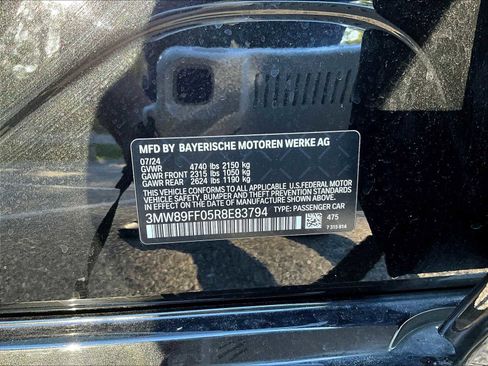 MFD BY BAYERISCHE MOTOREN WERKE AG
07/24
GVWR 4740 lbs 2150 kg
GAWR FRONT 2315 lbs 1050 kg
GAWR REAR 2624 lbs 1190 kg
THIS VEHICLE CONFORMS TO ALL APPLICABLE U.S. FEDERAL MOTOR
VEHICLE SAFETY, BUMPER, AND THEFT PREVENTION STANDARDS
IN EFFECT ON THE DATE OF MANUFACTURE SHOWN ABOVE.
3MW89FF05R8E83794 TYPE: PASSENGER CAR
475
7 315 814